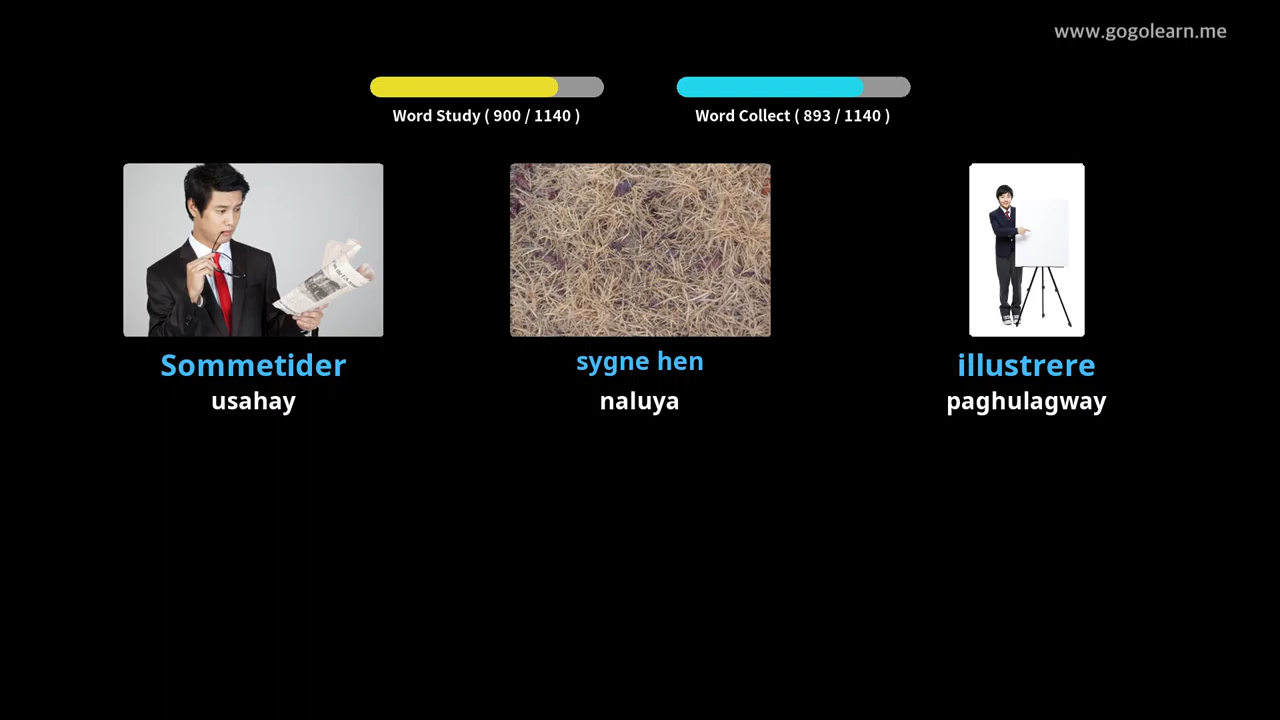 www.gogolearn.me
Word Study ( 900 / 1140 )
Word Collect ( 893 / 1140 )
Sommetider
sygne hen
illustrere
usahay
naluya
paghulagway